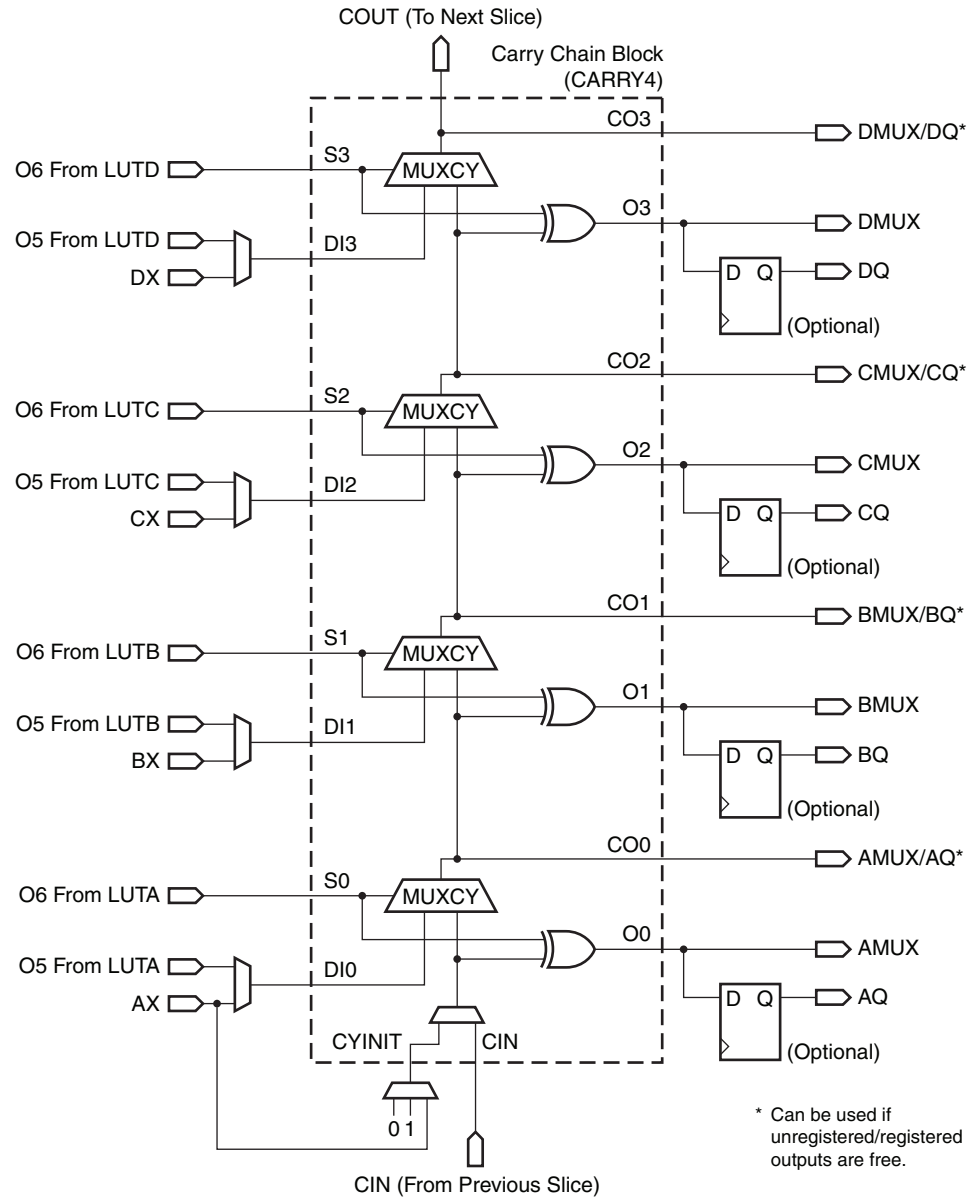 COUT (To Next Slice)
Carry Chain Block
(CARRY4)
CO3
DMUX/DQ*
S3
O6 From LUTD
MUXCY
O3
DMUX
O5 From LUTD
DI3
DX
D Q
DQ
(Optional)
CO2
CMUX/CQ*
S2
O6 From LUTC
MUXCY
O2
CMUX
O5 From LUTC
DI2
CX
D Q
CQ
(Optional)
CO1
BMUX/BQ*
S1
O6 From LUTB
MUXCY
O1
BMUX
O5 From LUTB
DI1
BX
D Q
BQ
(Optional)
CO0
AMUX/AQ*
S0
O6 From LUTA
MUXCY
O0
AMUX
O5 From LUTA
DI0
AX
D Q
AQ
CYINIT
CIN
(Optional)
0 1
* Can be used if
unregistered/registered
outputs are free.
CIN (From Previous Slice)